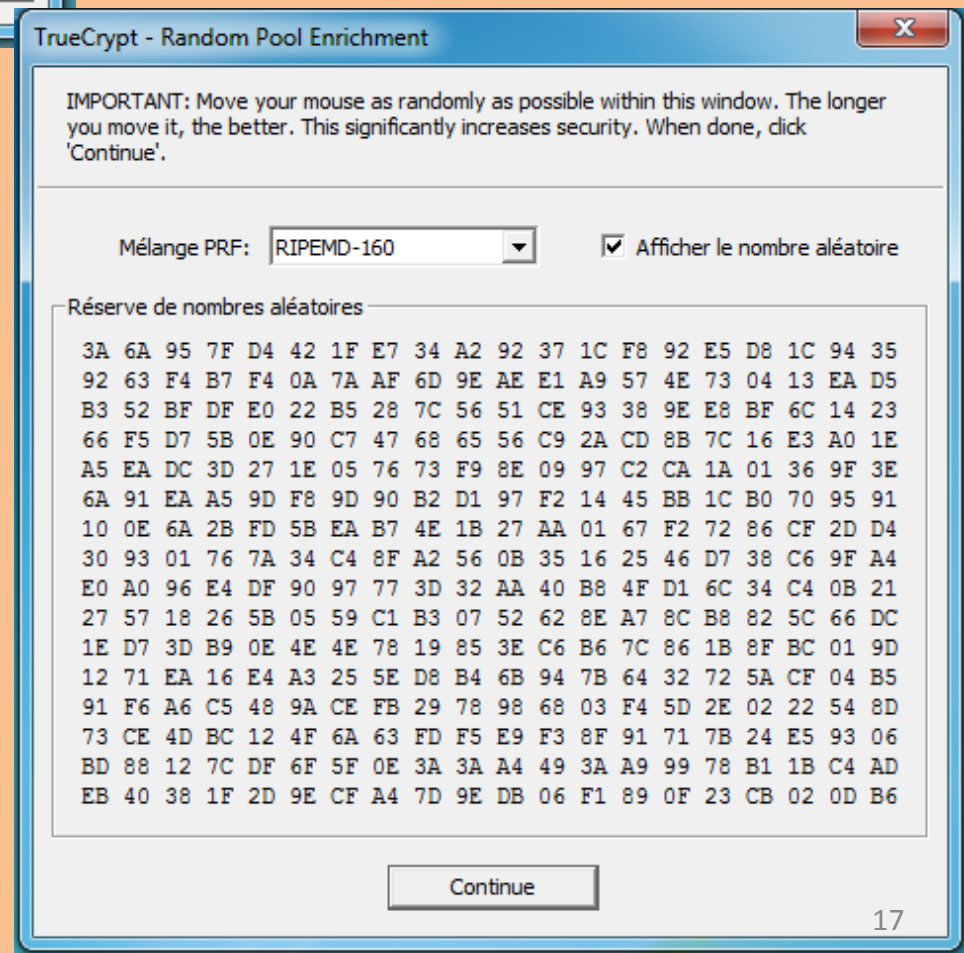 TrueCrypt - Random Pool Enrichment
IMPORTANT: Move your mouse as randomly as possible within this window. The longer
you move it, the better. This significantly increases security. When done, click
'Continue'.
Mélange PRF: RIPEMD-160 Afficher le nombre aléatoire
Réserve de nombres aléatoires
3A 6A 95 7F D4 42 1F E7 34 A2 92 37 1C F8 92 E5 D8 1C 94 35
92 63 F4 B7 F4 0A 7A AF 6D 9E AE E1 A9 57 4E 73 04 13 EA D5
B3 52 BF DF E0 22 B5 28 7C 56 51 CE 93 38 9E E8 BF 6C 14 23
66 F5 D7 5B 0E 90 C7 47 68 65 56 C9 2A CD 8B 7C 16 E3 A0 1E
A5 EA DC 3D 27 1E 05 76 73 F9 8E 09 97 C2 CA 1A 01 36 9F 3E
6A 91 EA A5 9D F8 9D 90 B2 D1 97 F2 14 45 BB 1C B0 70 95 91
10 0E 6A 2B FD 5B EA B7 4E 1B 27 AA 01 67 F2 72 86 CF 2D D4
30 93 01 76 7A 34 C4 8F A2 56 0B 35 16 25 46 D7 38 C6 9F A4
E0 A0 96 E4 DF 90 97 77 3D 32 AA 40 B8 4F D1 6C 34 C4 0B 21
27 57 18 26 5B 05 59 C1 B3 07 52 62 8E A7 8C B8 82 5C 66 DC
1E D7 3D B9 0E 4E 4E 78 19 85 3E C6 B6 7C 86 1B 8F BC 01 9D
12 71 EA 16 E4 A3 25 5E D8 B4 6B 94 7B 64 32 72 5A CF 04 B5
91 F6 A6 C5 48 9A CE FB 29 78 98 68 03 F4 5D 2E 02 22 54 8D
73 CE 4D BC 12 4F 6A 63 FD F5 E9 F3 8F 91 71 7B 24 E5 93 06
BD 88 12 7C DF 6F 5F 0E 3A 3A A4 49 3A A9 99 78 B1 1B C4 AD
EB 40 38 1F 2D 9E CF A4 7D 9E DB 06 F1 89 0F 23 CB 02 0D B6
Continue
17